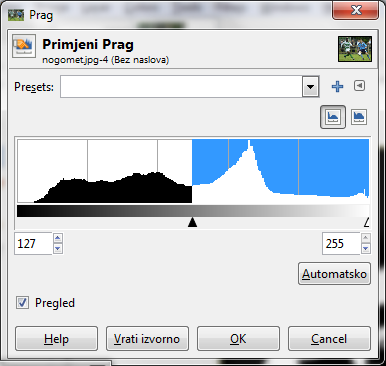 Prag
Primjeni Prag
nogomet.jpg-4 (Bez naslova)
Presets:
127
255
Automatsko
Pregled
Help
Vrati izvorno
OK
Cancel